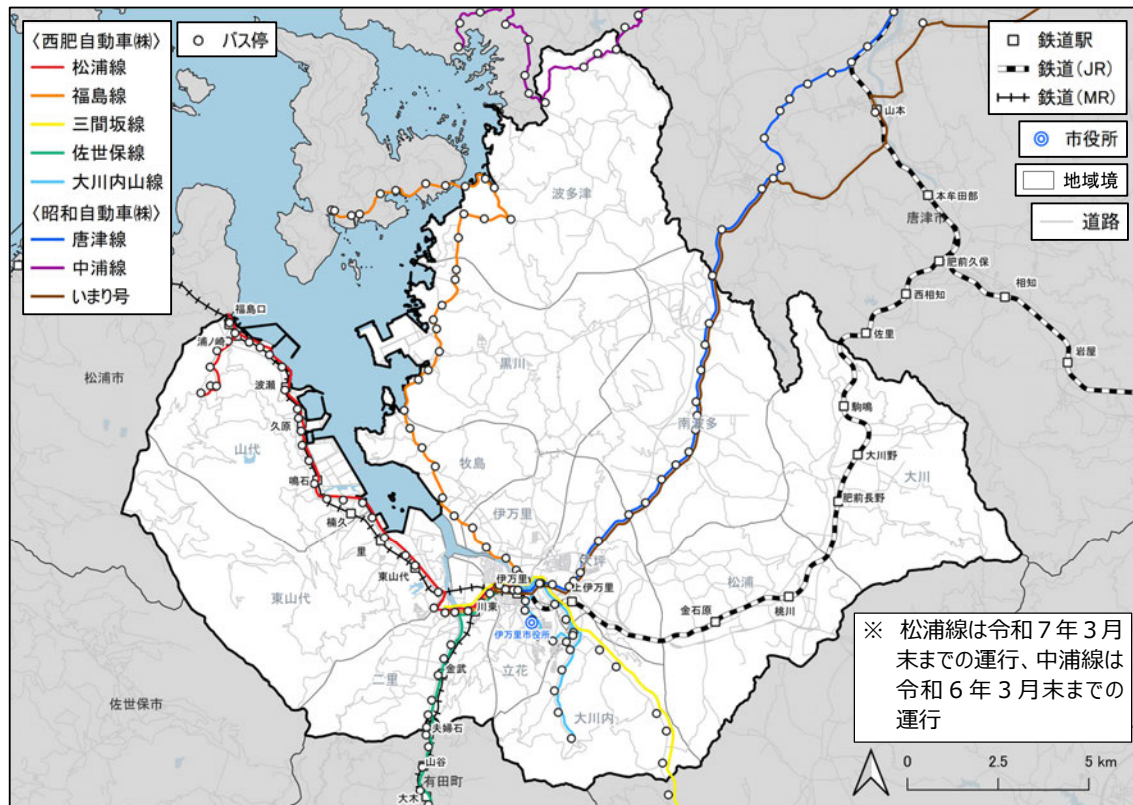 〈西肥自動車㈱〉
松浦線
福島線
三間坂線
佐世保線
大川内山線
〈昭和自動車㈱〉
唐津線
中浦線
いまり号
バス停
鉄道駅
鉄道(JR)
鉄道(MR)
市役所
地域境
道路
山本
本牟田部
唐津市
肥前久保
西相知
相知
佐里
岩屋
波多津
福島口
浦ノ崎
松浦市
波瀬
黒川
久原
駒鳴
山代
南波多
大川野
大川
牧島
鳴石
肥前長野
楠久
伊万里
里
大坪
東山代
伊万里
上伊万里
松浦
東山代
川東
金石原
桃川
伊万里市役所
立花
二里
金武
佐世保市
大川内
夫婦石
山谷
有田町
大木
※ 松浦線は令和7年3月
末までの運行、中浦線は
令和6年3月末までの
運行
0 2.5 5 km